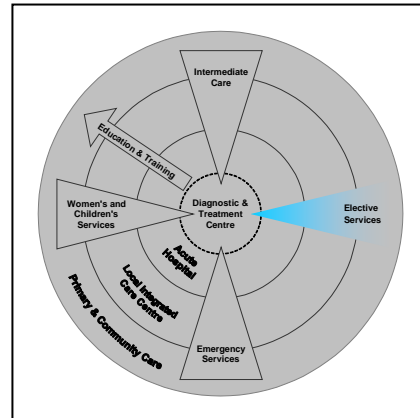 Intermediate
Care
Education & Training
Women's and
Children's
Services
Diagnostic &
Treatment
Centre
Elective
Services
Acute
Hospital
Local Integrated
Care Centre
Primary & Community Care
Emergency
Services